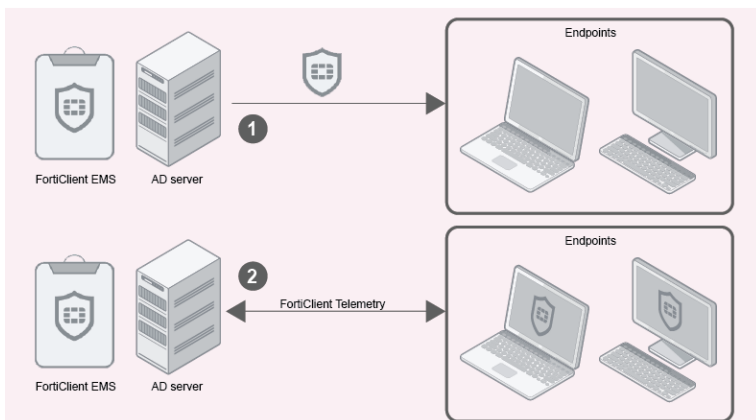 Endpoints
1
FortiClient EMS
AD server
Endpoints
2
FortiClient Telemetry
FortiClient EMS
AD server